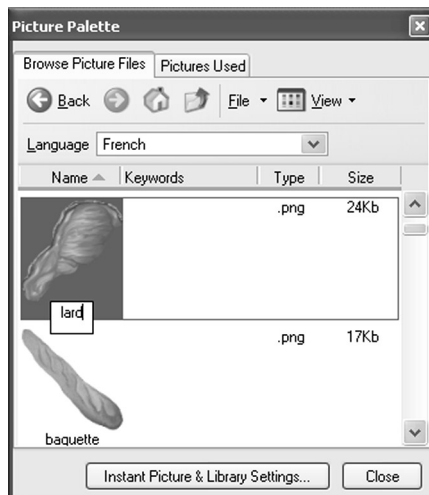 Picture Palette
Browse Picture Files Pictures Used
Back File View
Language French
Name Keywords Type Size
.png 24Kb
lard
.png 17Kb
baguette
Instant Picture & Library Settings... Close